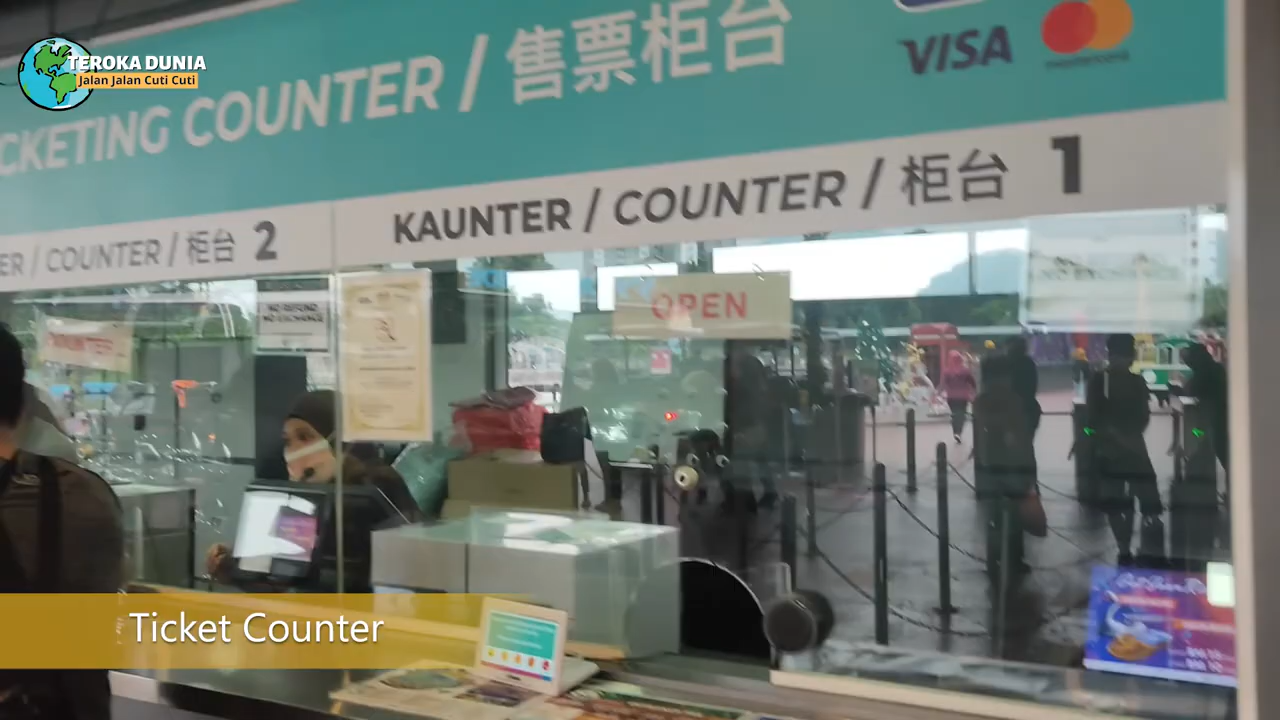 TEROKA DUNIA
Jalan Jalan Cuti Cuti
CKETING COUNTER / 售票柜台
VISA
mastercard
ER / COUNTER / 柜台 2
KAUNTER / COUNTER / 柜台 1
NO REFUND
NO EXCHANGE
OPEN
Ticket Counter